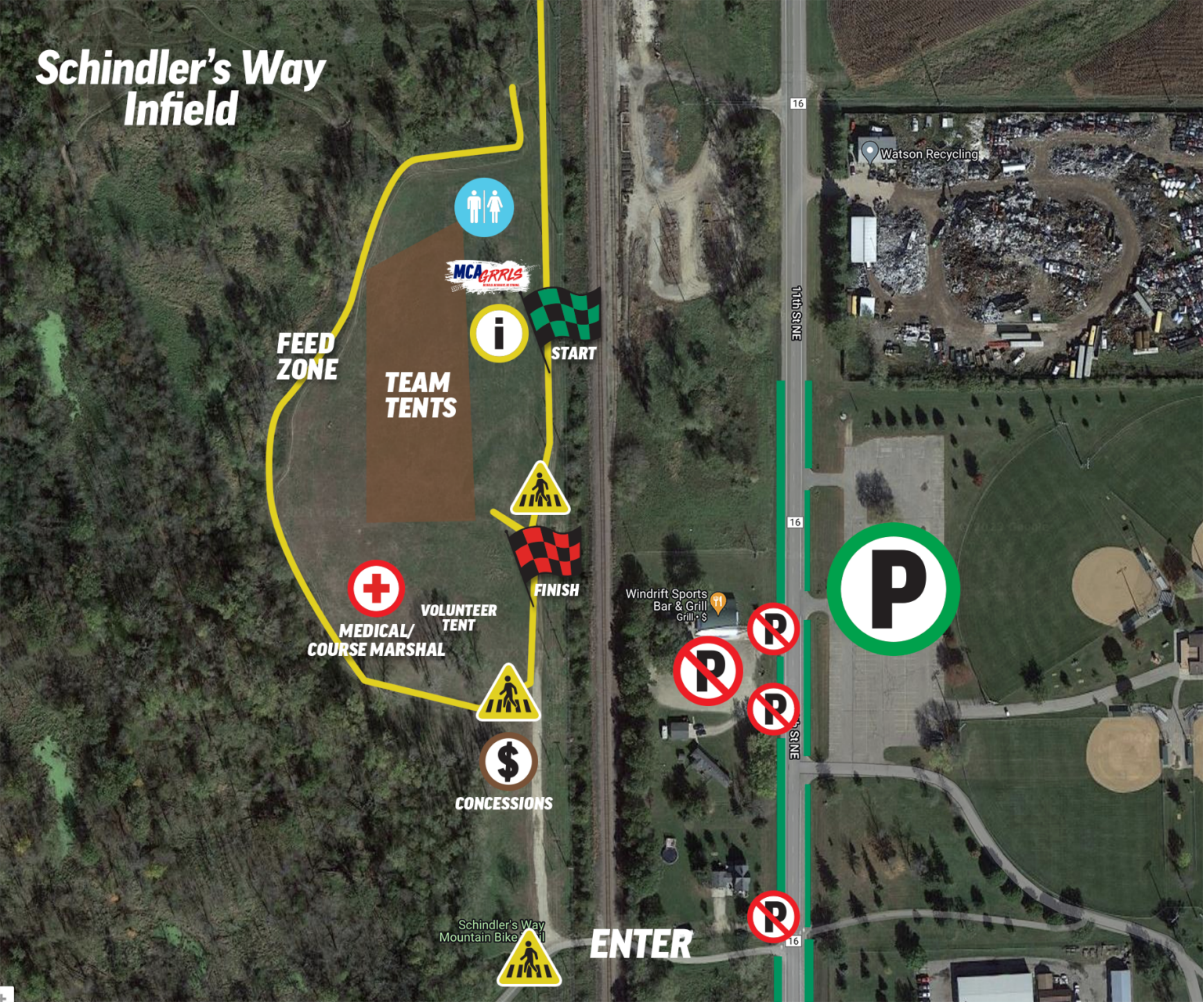 Schindler's Way
Infield
16
Watson Recycling
MCA GRRLS
i
START
11th St NE
FEED
ZONE
TEAM
TENTS
16
P
FINISH
Windrift Sports
Bar & Grill
Grill • $
P
P
P
VOLUNTEER
TENT
MEDICAL/
COURSE MARSHAL
h St NE
$
CONCESSIONS
P
Schindler's Way
Mountain Bike
ENTER
16